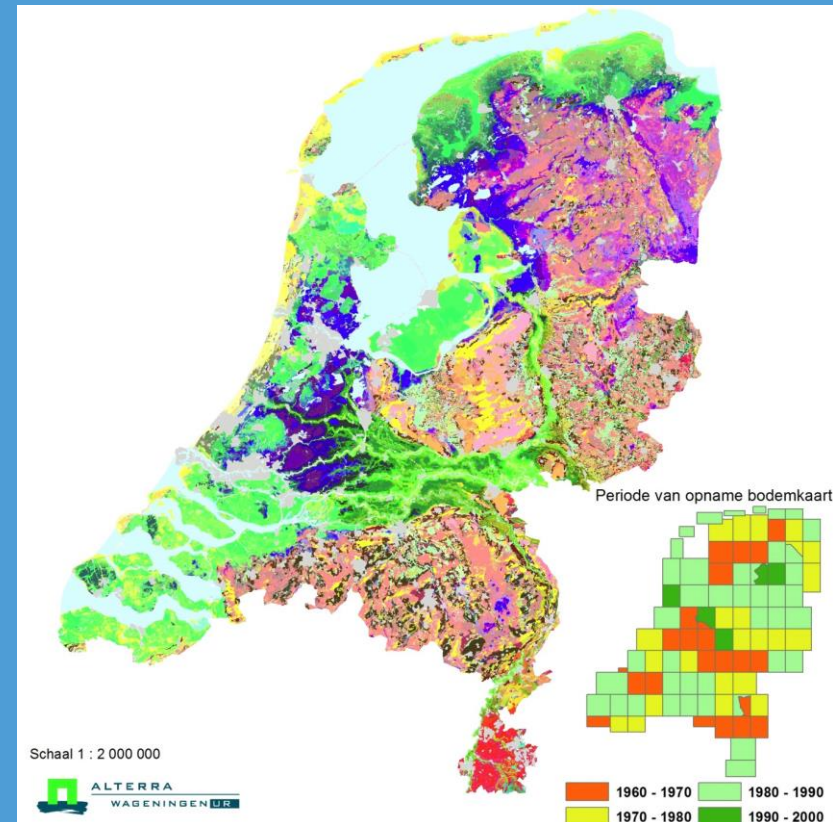 Periode van opname bodemkaart
Schaal 1 : 2 000 000
ALTERRA
WAGENINGEN UR
1960 - 1970
1980 - 1990
1970 - 1980
1990 - 2000